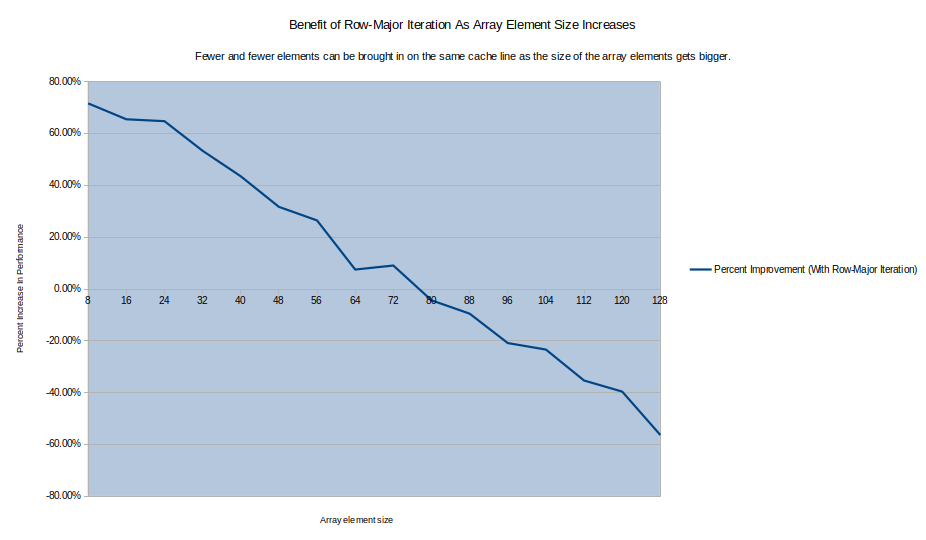 Benefit of Row-Major Iteration As Array Element Size Increases
Fewer and fewer elements can be brought in on the same cache line as the size of the array elements gets bigger.
80.00%
60.00%
40.00%
20.00%
0.00%
-20.00%
-40.00%
-60.00%
-80.00%
Percent Increase In Performance
8 16 24 32 40 48 56 64 72 80 88 96 104 112 120 128
Array element size
Percent Improvement (With Row-Major Iteration)